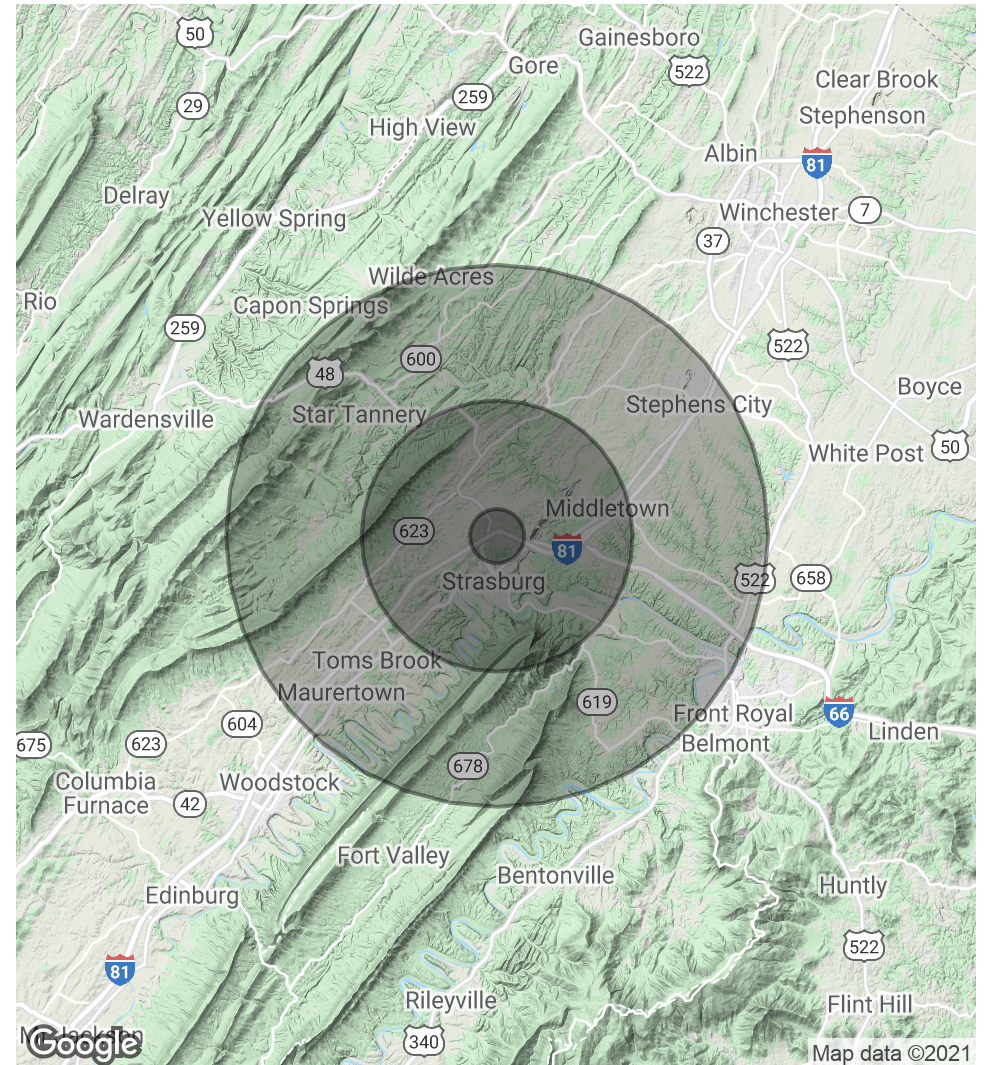 50
Gainesboro
Gore
522
Clear Brook
259
29
Stephenson
High View
Albin
81
Delray
Yellow Spring
Winchester
7
37
Wilde Acres
Rio
Capon Springs
259
522
600
48
Boyce
Stephens City
Star Tannery
Wardensville
50
White Post
Middletown
623
81
Strasburg
522
658
Toms Brook
Maurertown
619
66
Front Royal
604
Linden
675
623
Belmont
678
Columbia
Furnace
Woodstock
42
Fort Valley
Bentonville
Huntly
Edinburg
522
81
Rileyville
Flint Hill
Mt Jackson
Google
340
Map data ©2021